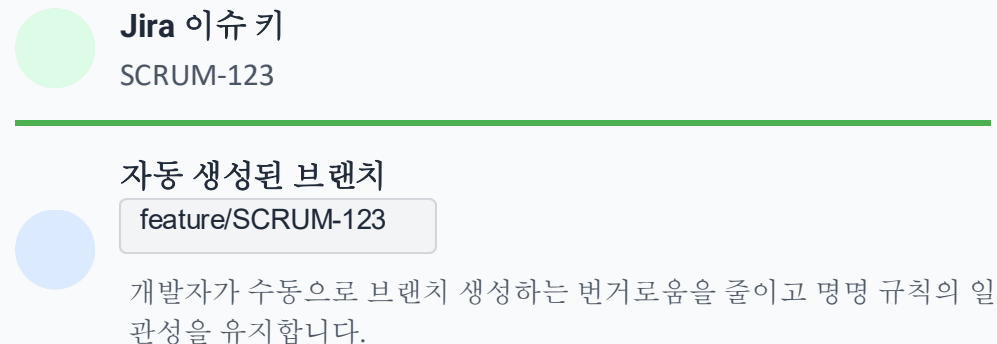 Jira 이슈 키
SCRUM-123
자동 생성된 브랜치
feature/SCRUM-123
개발자가 수동으로 브랜치 생성하는 번거로움을 줄이고 명명 규칙의 일
관성을 유지합니다.